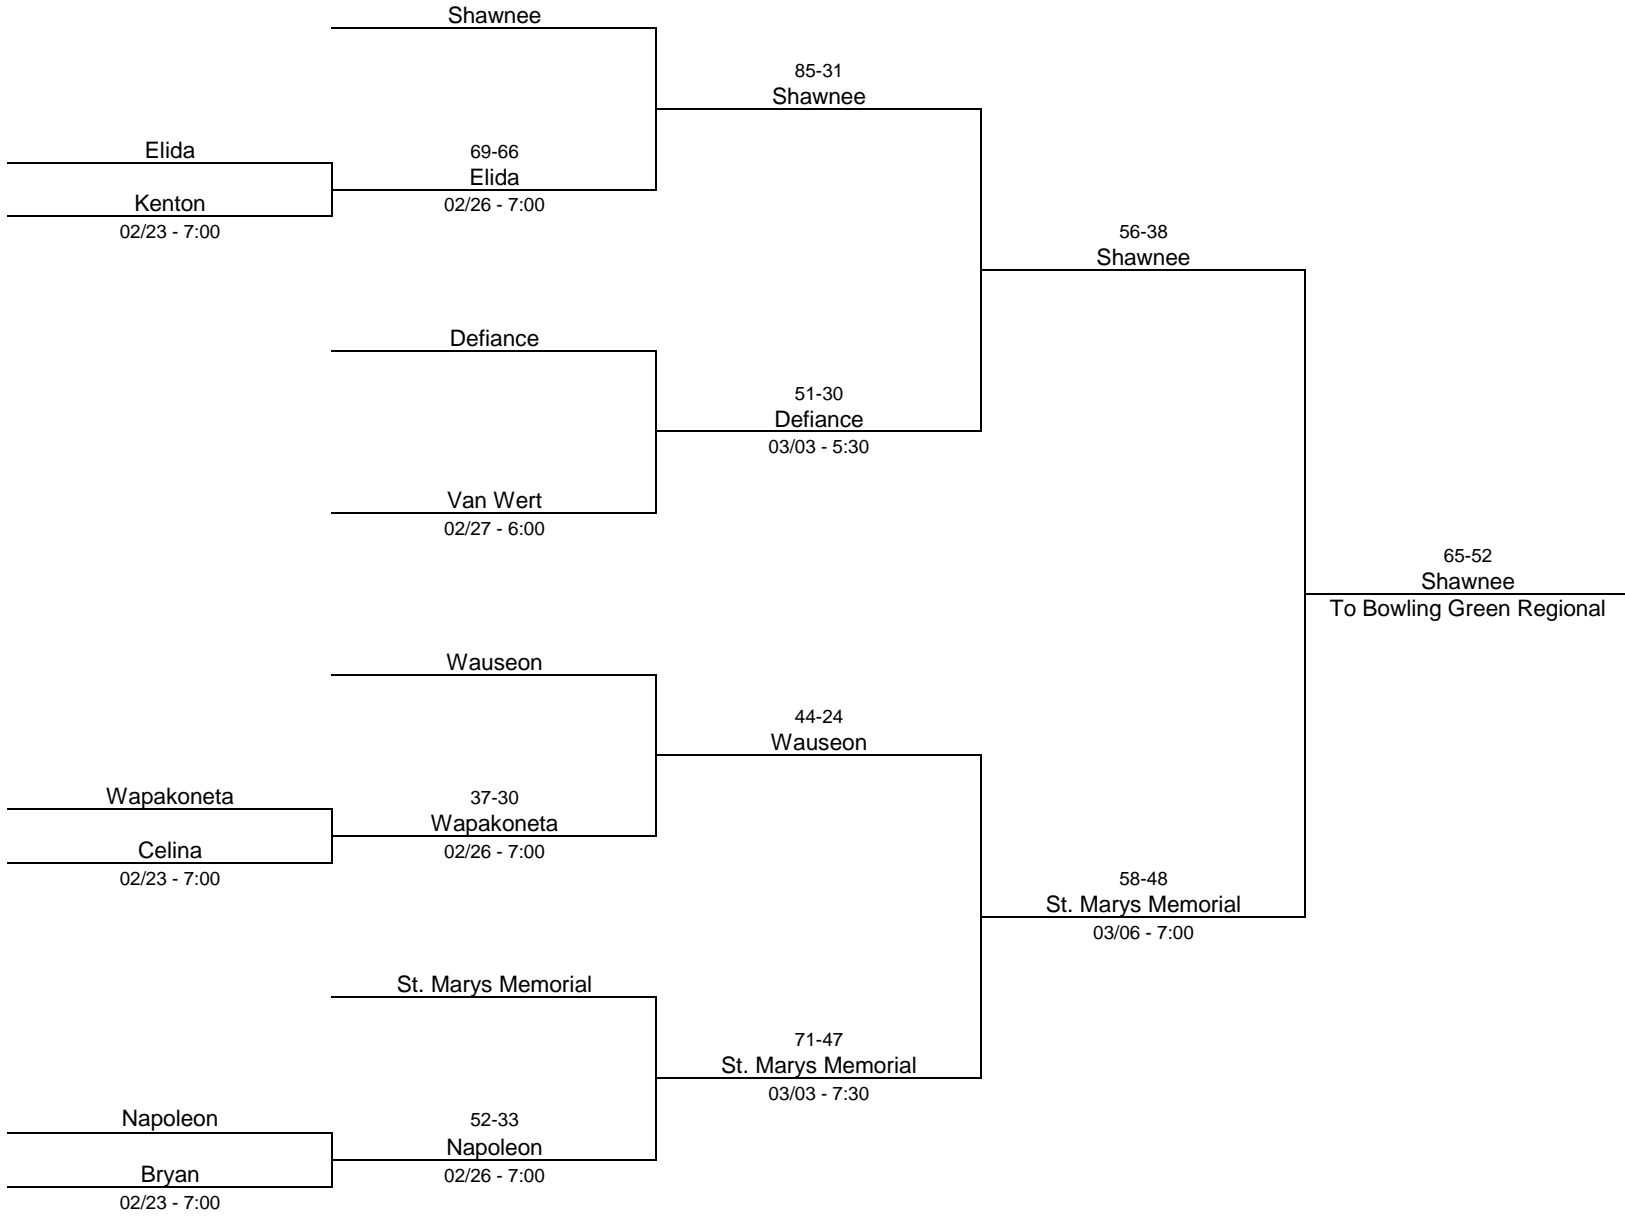 Shawnee
85-31
Shawnee
Elida
69-66
Elida
Kenton
02/26 - 7:00
02/23 - 7:00
56-38
Shawnee
Defiance
51-30
Defiance
03/03 - 5:30
Van Wert
02/27 - 6:00
65-52
Shawnee
To Bowling Green Regional
Wauseon
44-24
Wauseon
Wapakoneta
37-30
Wapakoneta
Celina
02/26 - 7:00
02/23 - 7:00
58-48
St. Marys Memorial
03/06 - 7:00
St. Marys Memorial
71-47
St. Marys Memorial
03/03 - 7:30
Napoleon
52-33
Napoleon
Bryan
02/26 - 7:00
02/23 - 7:00